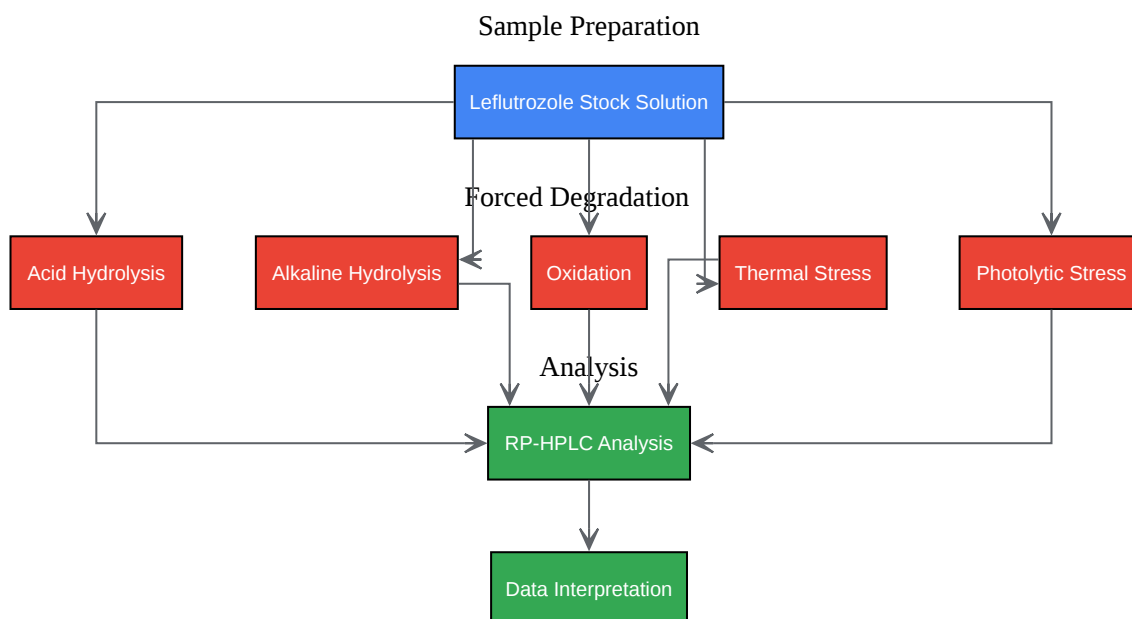 Sample Preparation
Leflutrozole Stock Solution
Forced Degradation
Acid Hydrolysis
Alkaline Hydrolysis
Oxidation
Thermal Stress
Photolytic Stress
Analysis
RP-HPLC Analysis
Data Interpretation